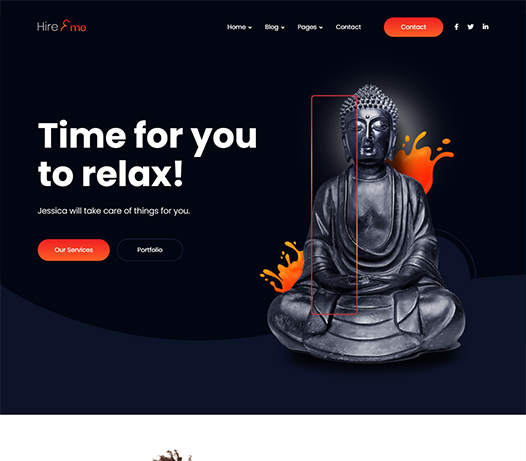 Hire me
Home
Blog
Pages
Contact
Contact
Time for you
to relax!
Jessica will take care of things for you.
Our Services
Portfolio